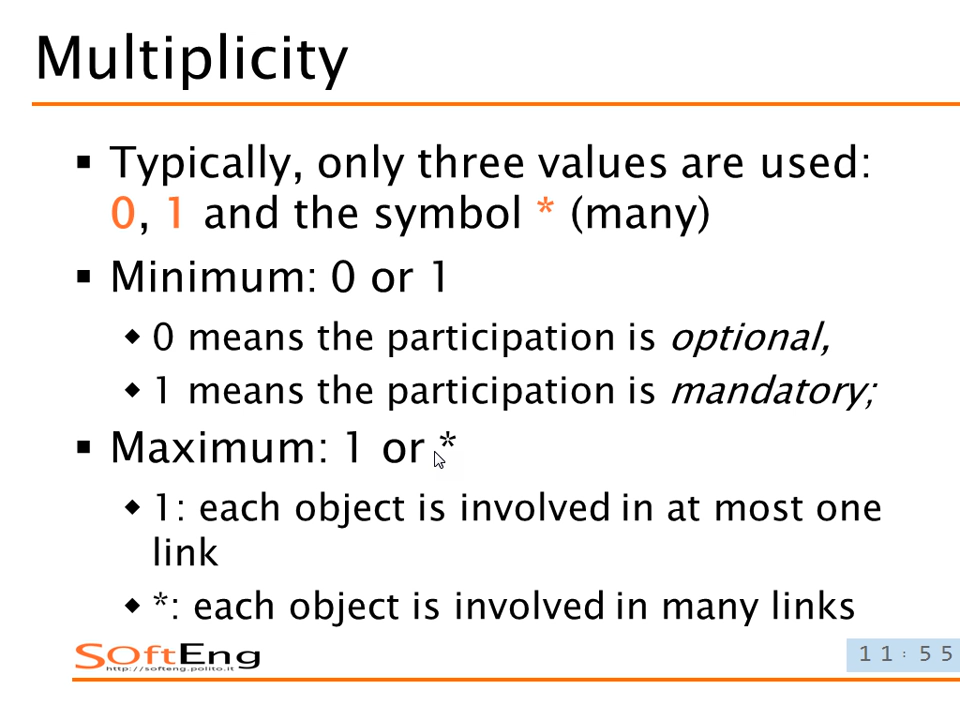 Multiplicity
▪ Typically, only three values are used:
0, 1 and the symbol * (many)
▪ Minimum: 0 or 1
◆ 0 means the participation is optional,
◆ 1 means the participation is mandatory;
▪ Maximum: 1 or *
◆ 1: each object is involved in at most one
link
◆ *: each object is involved in many links
SOftEng
http://softeng.polito.it
11:55